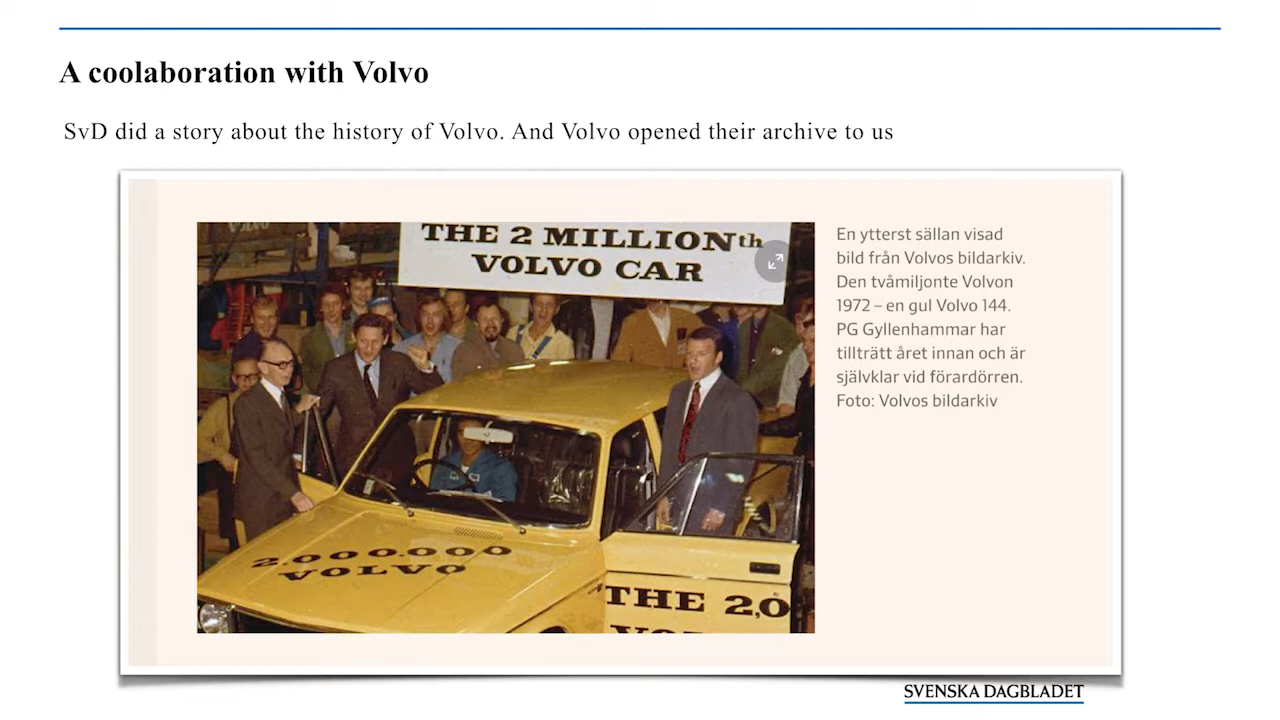 A coolaboration with Volvo
SvD did a story about the history of Volvo. And Volvo opened their archive to us
THE 2 MILLIONth
VOLVO CAR
2.000.000
VOLVO
THE 2,0
En ytterst sällan visad
bild från Volvos bildarkiv.
Den tvåmiljonte Volvon
1972 – en gul Volvo 144.
PG Gyllenhammar har
tillträtt året innan och är
självklar vid förardörren.
Foto: Volvos bildarkiv
SVENSKA DAGBLADET